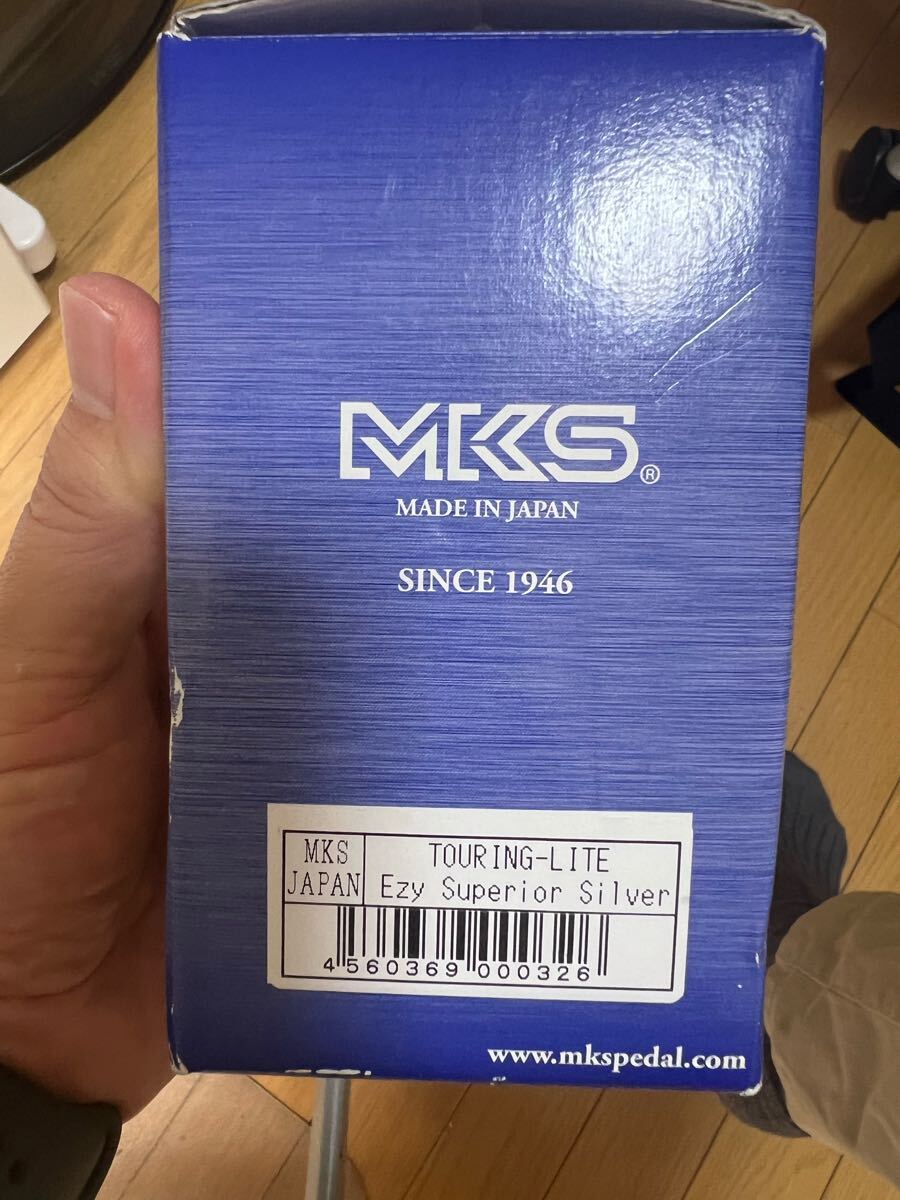 MKS®
MADE IN JAPAN
SINCE 1946
MKS
JAPAN
TOURING-LITE
Ezy Superior Silver
4 560369 000326
www.mkspedal.com